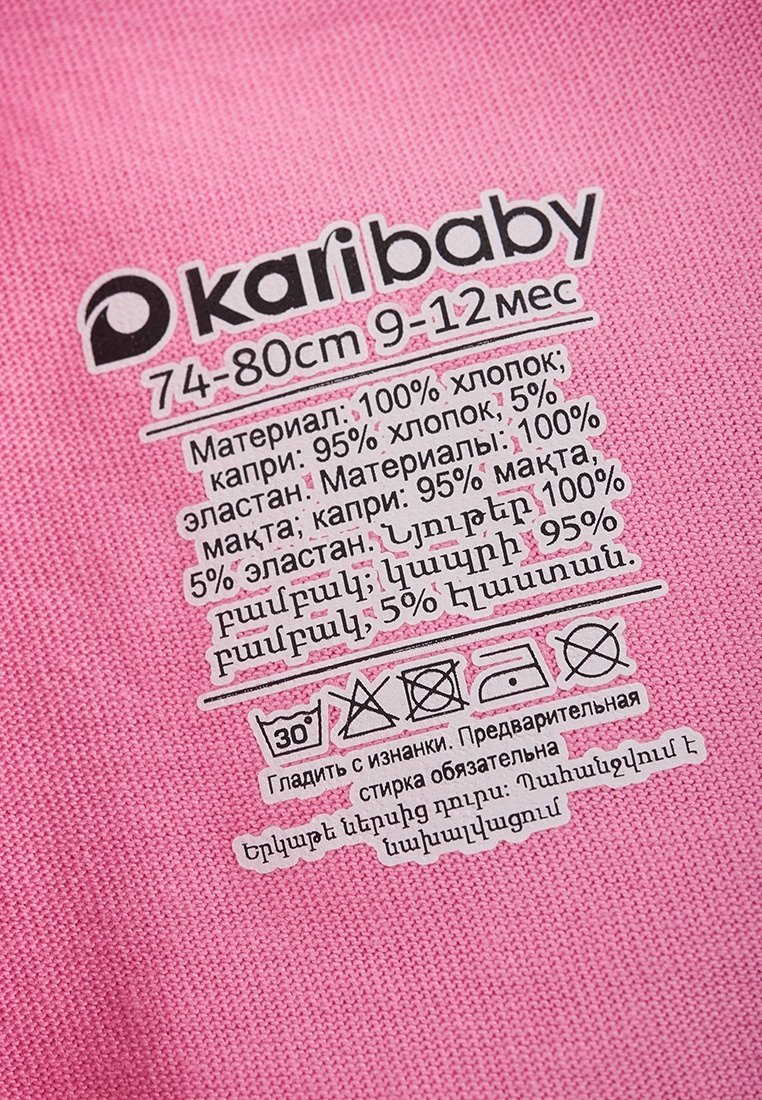 kari baby
74-80cm 9-12мес
Материал: 100% хлопок;
капри: 95% хлопок, 5%
эластан. Материалы: 100%
мақта; капри: 95% мақта,
5% эластан. Նյութեր 100%
բամբակ; կապրի 95%
բամբակ, 5% էլաստան.
30°
Гладить с изнанки. Предварительная
стирка обязательна
Երկաթե ներսից դուրս: Պահանջվում է
նախալվացում